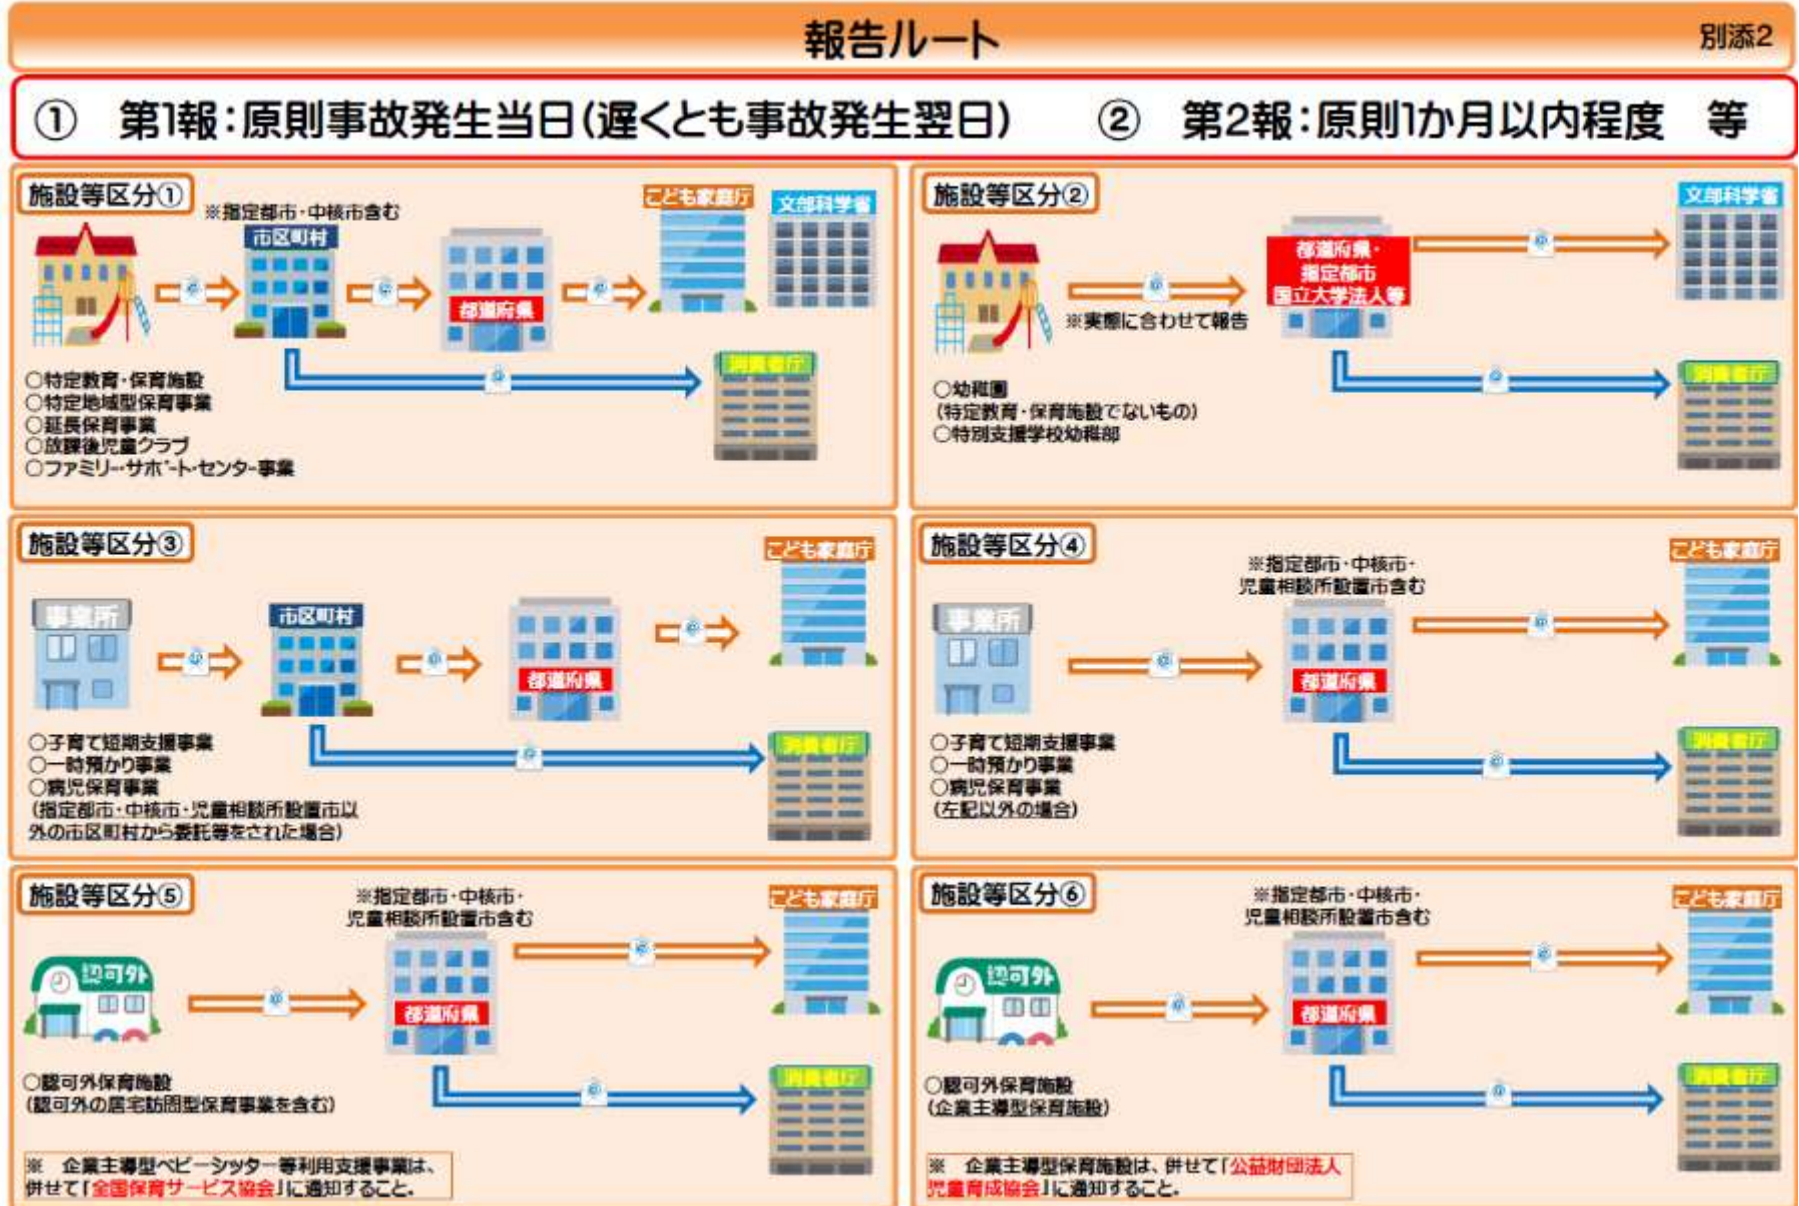 報告ルート
別添2
① 第1報：原則事故発生当日（遅くとも事故発生翌日） ② 第2報：原則1か月以内程度 等
施設等区分①
※指定都市・中核市含む
市区町村
都道府県
こども家庭庁
文部科学省
消費者庁
○特定教育・保育施設
○特定地域型保育事業
○延長保育事業
○放課後児童クラブ
○ファミリー・サポート・センター事業
施設等区分②
※実態に合わせて報告
都道府県・
指定都市
国立大学法人等
文部科学省
消費者庁
○幼稚園
（特定教育・保育施設でないもの）
○特別支援学校幼稚部
施設等区分③
事業所
市区町村
都道府県
こども家庭庁
消費者庁
○子育て短期支援事業
○一時預かり事業
○病児保育事業
（指定都市・中核市・児童相談所設置市以
外の市区町村から委託等をされた場合）
施設等区分④
※指定都市・中核市・
児童相談所設置市含む
事業所
都道府県
こども家庭庁
消費者庁
○子育て短期支援事業
○一時預かり事業
○病児保育事業
（左記以外の場合）
施設等区分⑤
※指定都市・中核市・
児童相談所設置市含む
認可外
都道府県
こども家庭庁
消費者庁
○認可外保育施設
（認可外の居宅訪問型保育事業を含む）
※ 企業主導型ベビーシッター等利用支援事業は、
併せて「全国保育サービス協会」に通知すること。
施設等区分⑥
※指定都市・中核市・
児童相談所設置市含む
認可外
都道府県
こども家庭庁
消費者庁
○認可外保育施設
（企業主導型保育施設）
※ 企業主導型保育施設は、併せて「公益財団法人
児童育成協会」に通知すること。